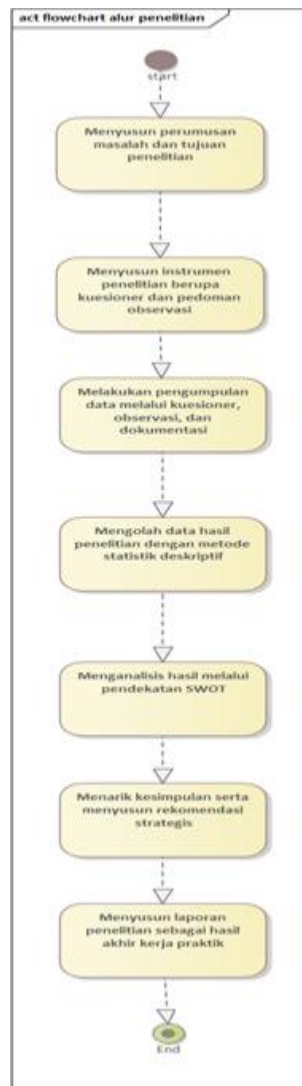 act flowchart alur penelitian
start
Menyusun perumusan
masalah dan tujuan
penelitian
Menyusun instrumen
penelitian berupa
kuesioner dan pedoman
observasi
Melakukan pengumpulan
data melalui kuesioner,
observasi, dan
dokumentasi
Mengolah data hasil
penelitian dengan metode
statistik deskriptif
Menganalisis hasil melalui
pendekatan SWOT
Menarik kesimpulan serta
menyusun rekomendasi
strategis
Menyusun laporan
penelitian sebagai hasil
akhir kerja praktik
End